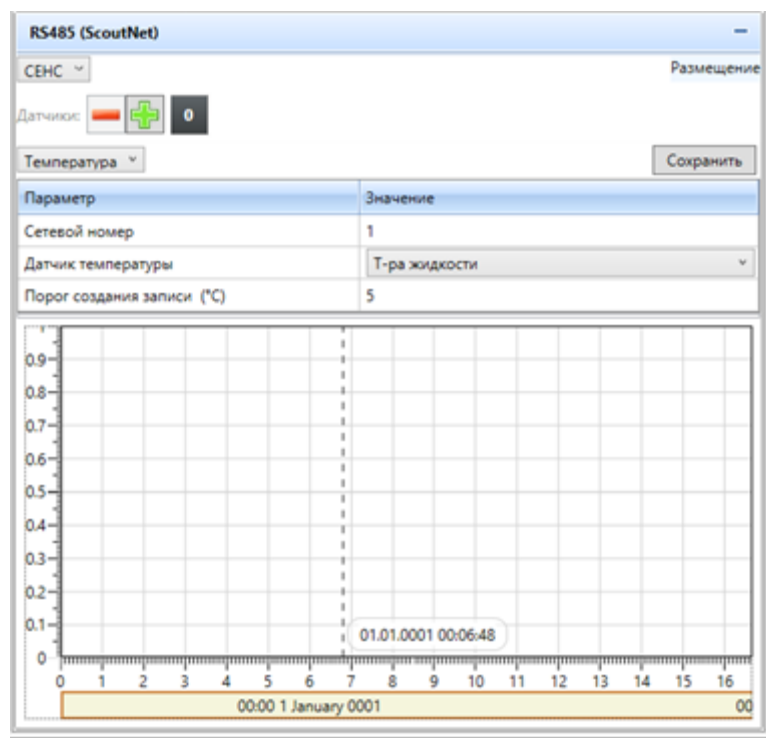 RS485 (ScoutNet)
СЕНС
Размещение
Датчики:
0
Температура
Сохранить
Параметр Значение
Сетевой номер 1
Датчик температуры Т-ра жидкости
Порог создания записи (°C) 5
1
0.9
0.8
0.7
0.6
0.5
0.4
0.3
0.2
0.1
01.01.0001 00:06:48
0
0 1 2 3 4 5 6 7 8 9 10 11 12 13 14 15 16
00:00 1 January 0001 00